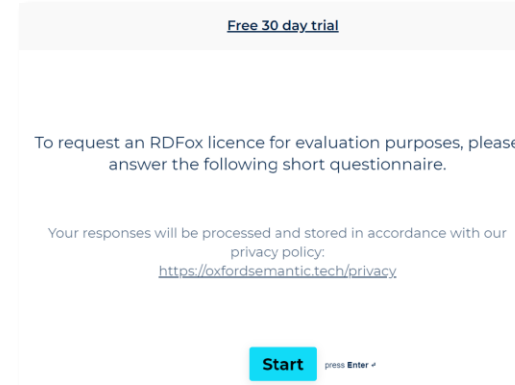 Free 30 day trial
To request an RDFox licence for evaluation purposes, please
answer the following short questionnaire.
Your responses will be processed and stored in accordance with our
privacy policy:
https://oxfordsemantic.tech/privacy
Start press Enter ↵